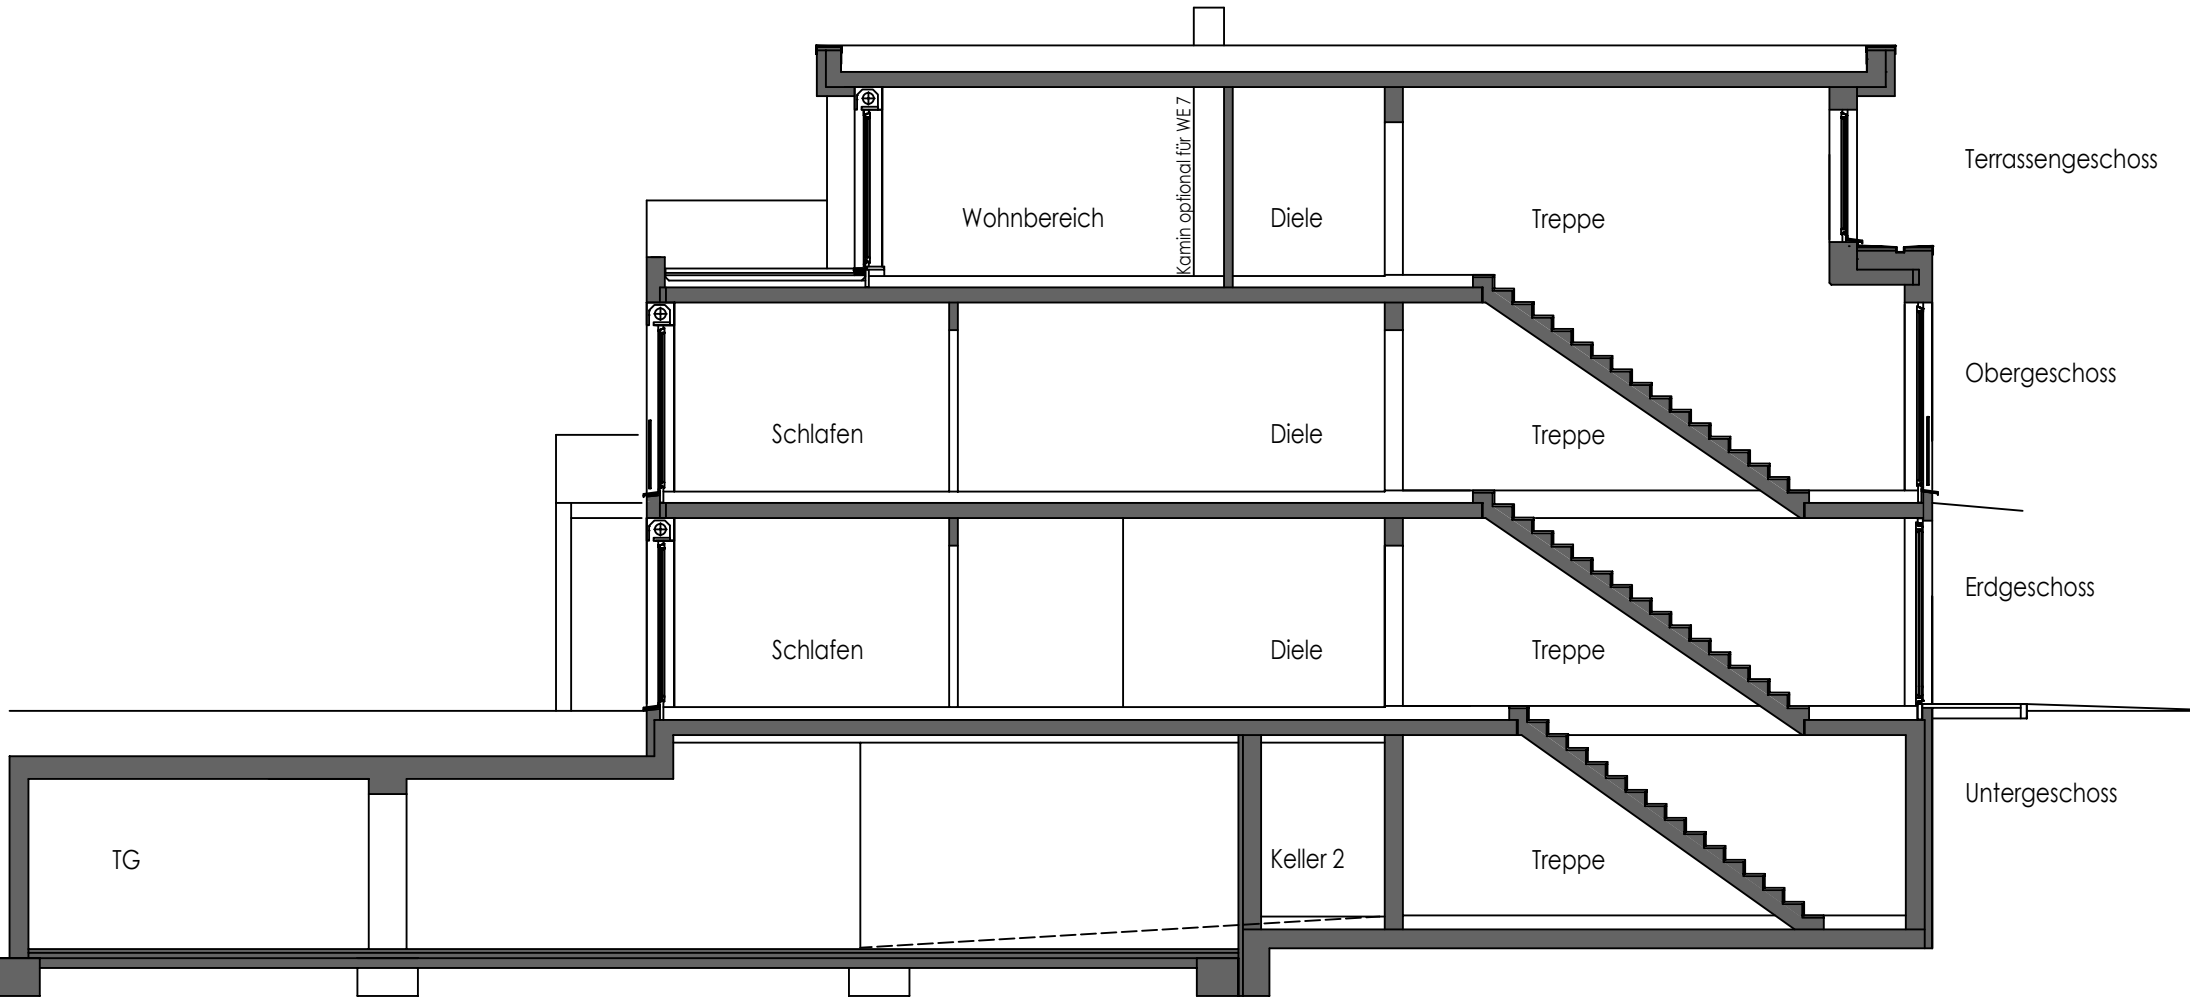 Kamin optional für WE 7
Terrassengeschoss
Wohnbereich
Diele
Treppe
Obergeschoss
Schlafen
Diele
Treppe
Erdgeschoss
Schlafen
Diele
Treppe
Untergeschoss
TG
Keller 2
Treppe